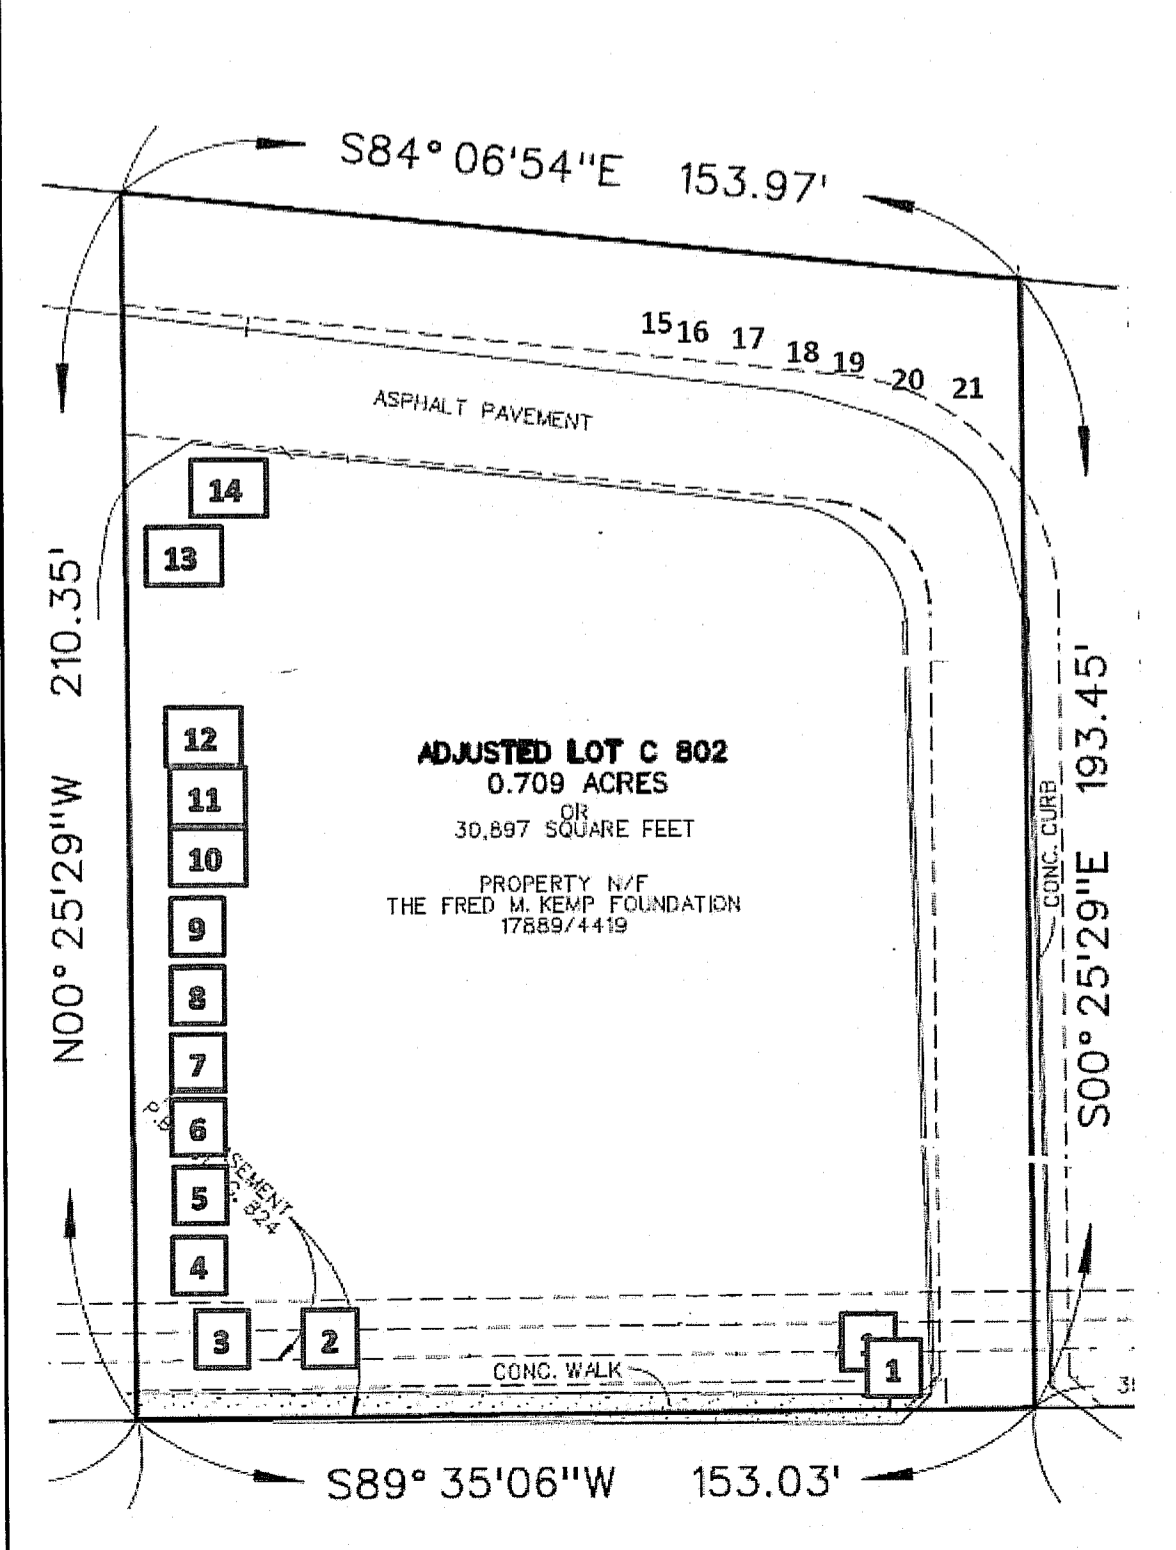 S84° 06'54"E 153.97'
15 16 17 18 19 20 21
ASPHALT PAVEMENT
14
13
N00° 25'29"W 210.35'
12
11
10
9
8
7
6
5
4
3
2
1
ADJUSTED LOT C 802
0.709 ACRES
OR
30,897 SQUARE FEET
PROPERTY N/F
THE FRED M. KEMP FOUNDATION
17889/4419
CONC. CURB
S00° 25'29"E 193.45'
824
CONC. WALK
S89° 35'06"W 153.03'